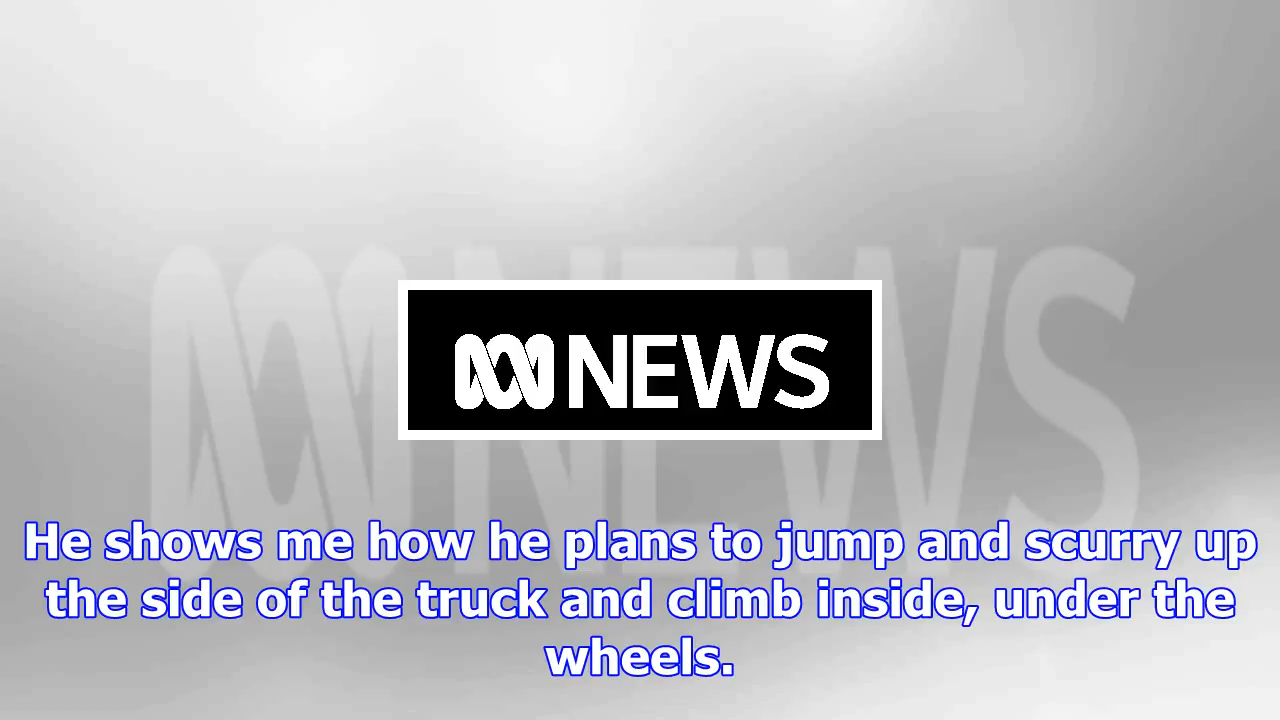 NEWS
NEWS
He shows me how he plans to jump and scurry up
the side of the truck and climb inside, under the
wheels.